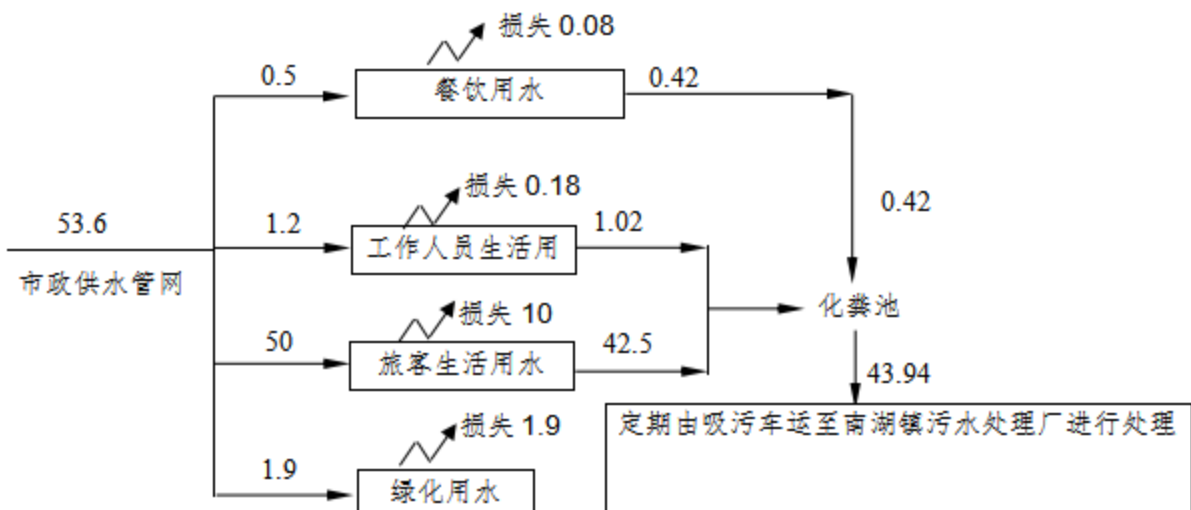 损失 0.08
0.5
餐饮用水
0.42
损失 0.18
0.42
53.6
1.2
1.02
工作人员生活用
市政供水管网
损失 10
化粪池
50
42.5
旅客生活用水
43.94
损失 1.9
定期由吸污车运至南湖镇污水处理厂进行处理
1.9
绿化用水